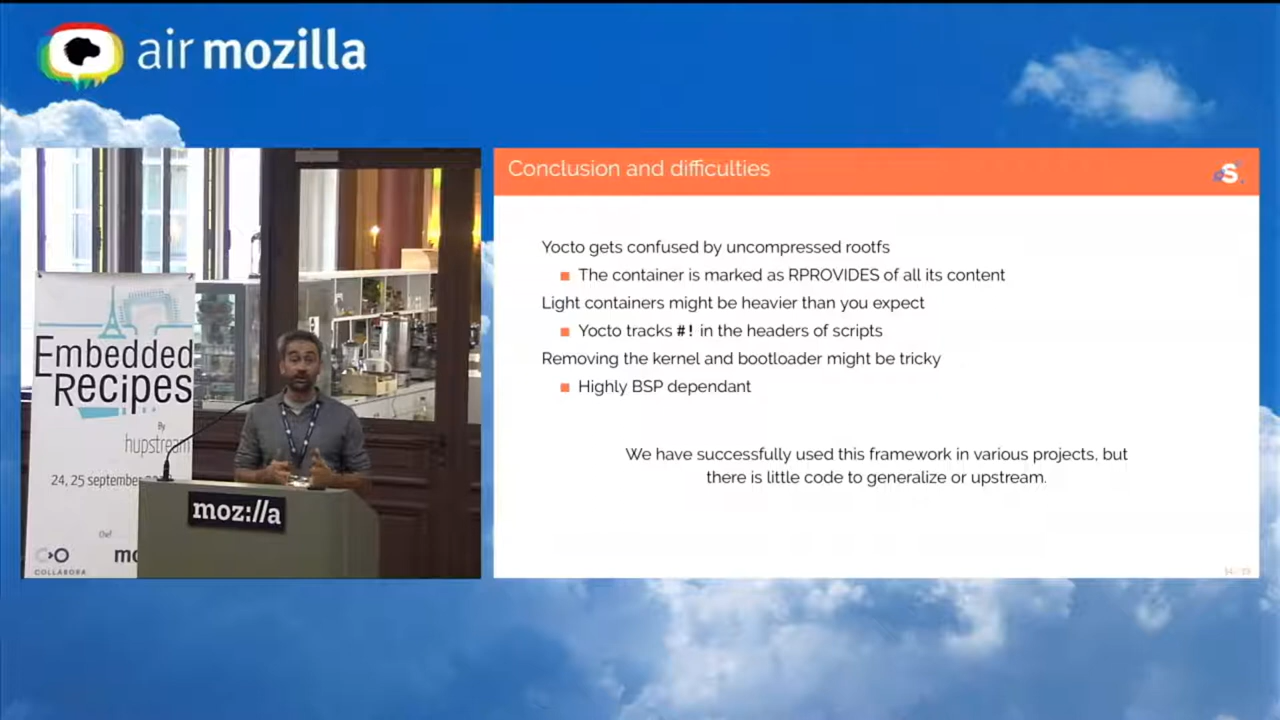 air mozilla
Conclusion and difficulties
S
Yocto gets confused by uncompressed rootfs
The container is marked as RPROVIDES of all its content
Light containers might be heavier than you expect
Yocto tracks #! in the headers of scripts
Removing the kernel and bootloader might be tricky
Highly BSP dependant
We have successfully used this framework in various projects, but
there is little code to generalize or upstream.
Embedded
Recipes
By
hupstream
24, 25 september
Chef
COLLABORA
moz://a